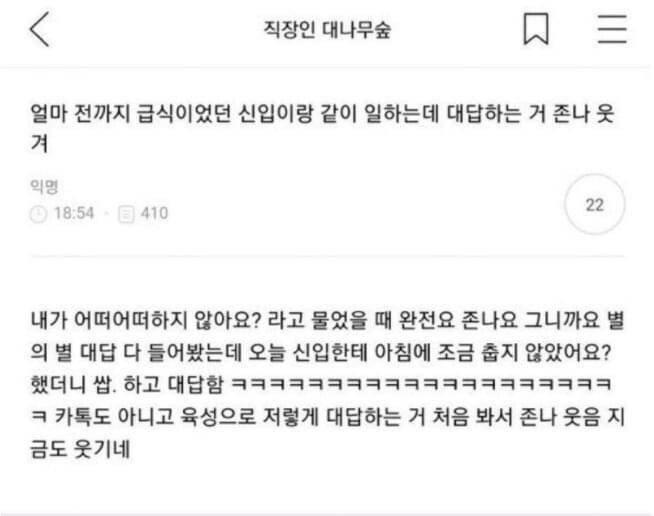 직장인 대나무숲
얼마 전까지 급식이었던 신입이랑 같이 일하는데 대답하는 거 존나 웃
겨
익명
18:54 · 410
22
내가 어떠어떠하지 않아요? 라고 물었을 때 완전요 존나요 그니까요 별
의 별 대답 다 들어봤는데 오늘 신입한테 아침에 조금 춥지 않았어요?
했더니 쌉. 하고 대답함 ㅋㅋㅋㅋㅋㅋㅋㅋㅋㅋㅋㅋㅋㅋㅋㅋㅋㅋㅋㅋ
ㅋ 카톡도 아니고 육성으로 저렇게 대답하는 거 처음 봐서 존나 웃음 지
금도 웃기네